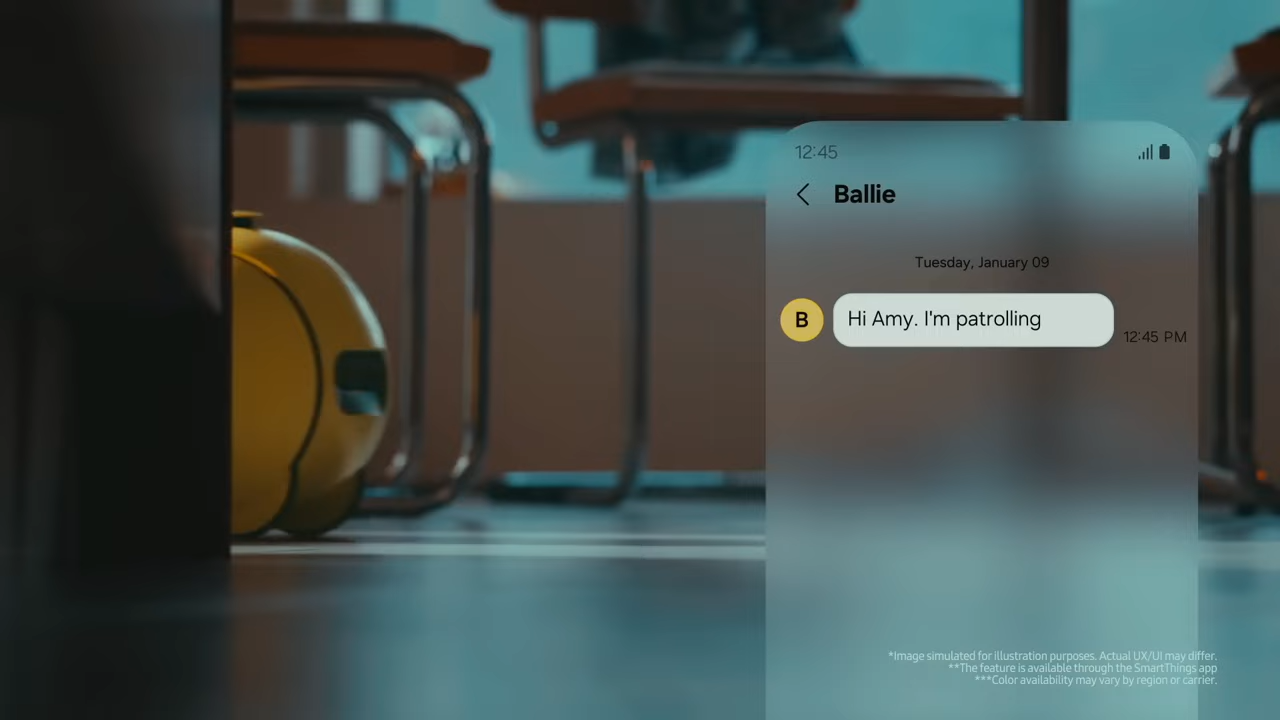 12:45
Ballie
Tuesday, January 09
B
Hi Amy. I'm patrolling
12:45 PM
*Image simulated for illustration purposes. Actual UX/UI may differ.
**The feature is available through the SmartThings app
***Color availability may vary by region or carrier.